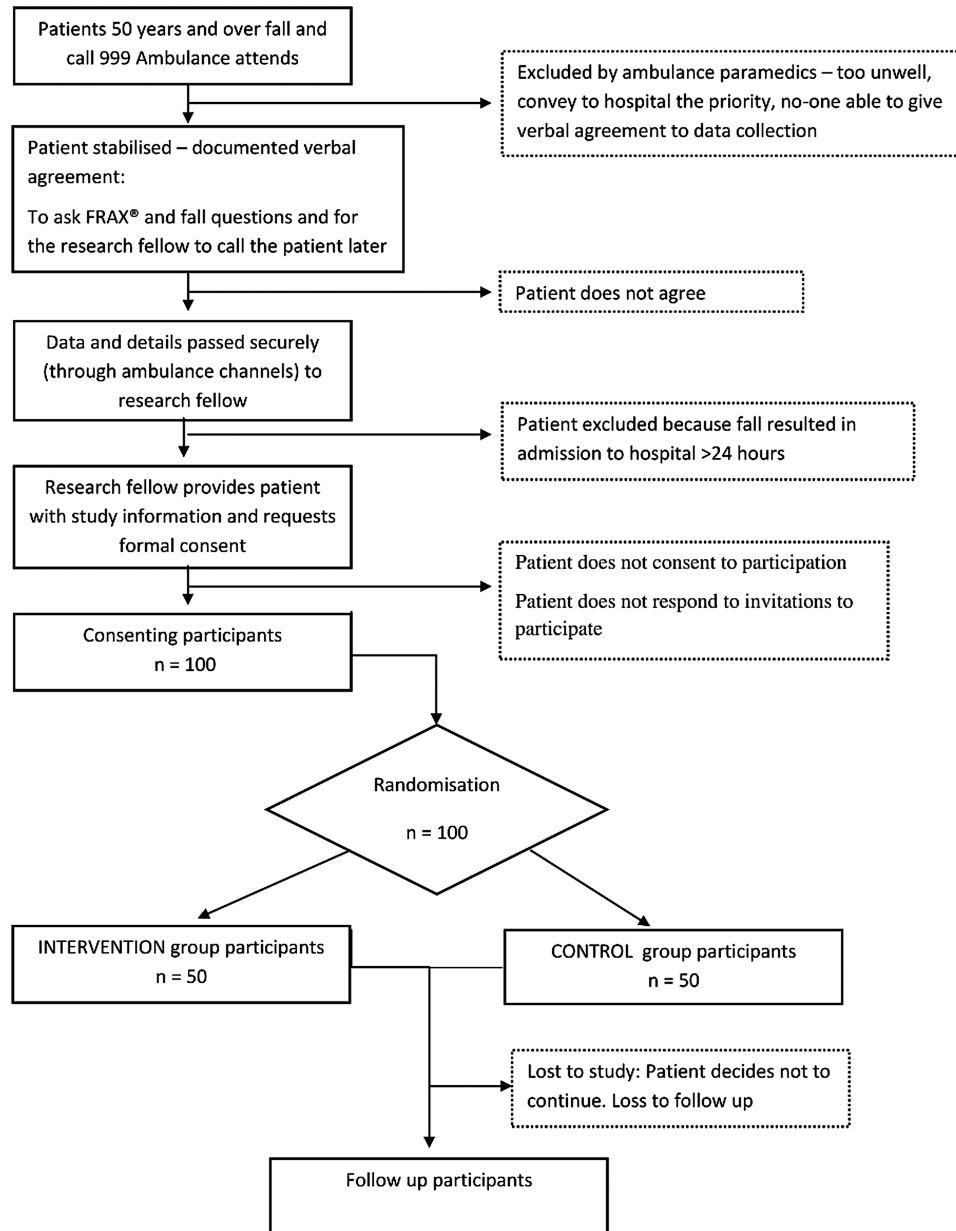 Patients 50 years and over fall and
call 999 Ambulance attends
Excluded by ambulance paramedics – too unwell,
convey to hospital the priority, no-one able to give
verbal agreement to data collection
Patient stabilised – documented verbal
agreement:
To ask FRAX® and fall questions and for
the research fellow to call the patient later
Patient does not agree
Data and details passed securely
(through ambulance channels) to
research fellow
Patient excluded because fall resulted in
admission to hospital >24 hours
Research fellow provides patient
with study information and requests
formal consent
Patient does not consent to participation
Patient does not respond to invitations to
participate
Consenting participants
n = 100
Randomisation
n = 100
INTERVENTION group participants
n = 50
CONTROL group participants
n = 50
Lost to study: Patient decides not to
continue. Loss to follow up
Follow up participants